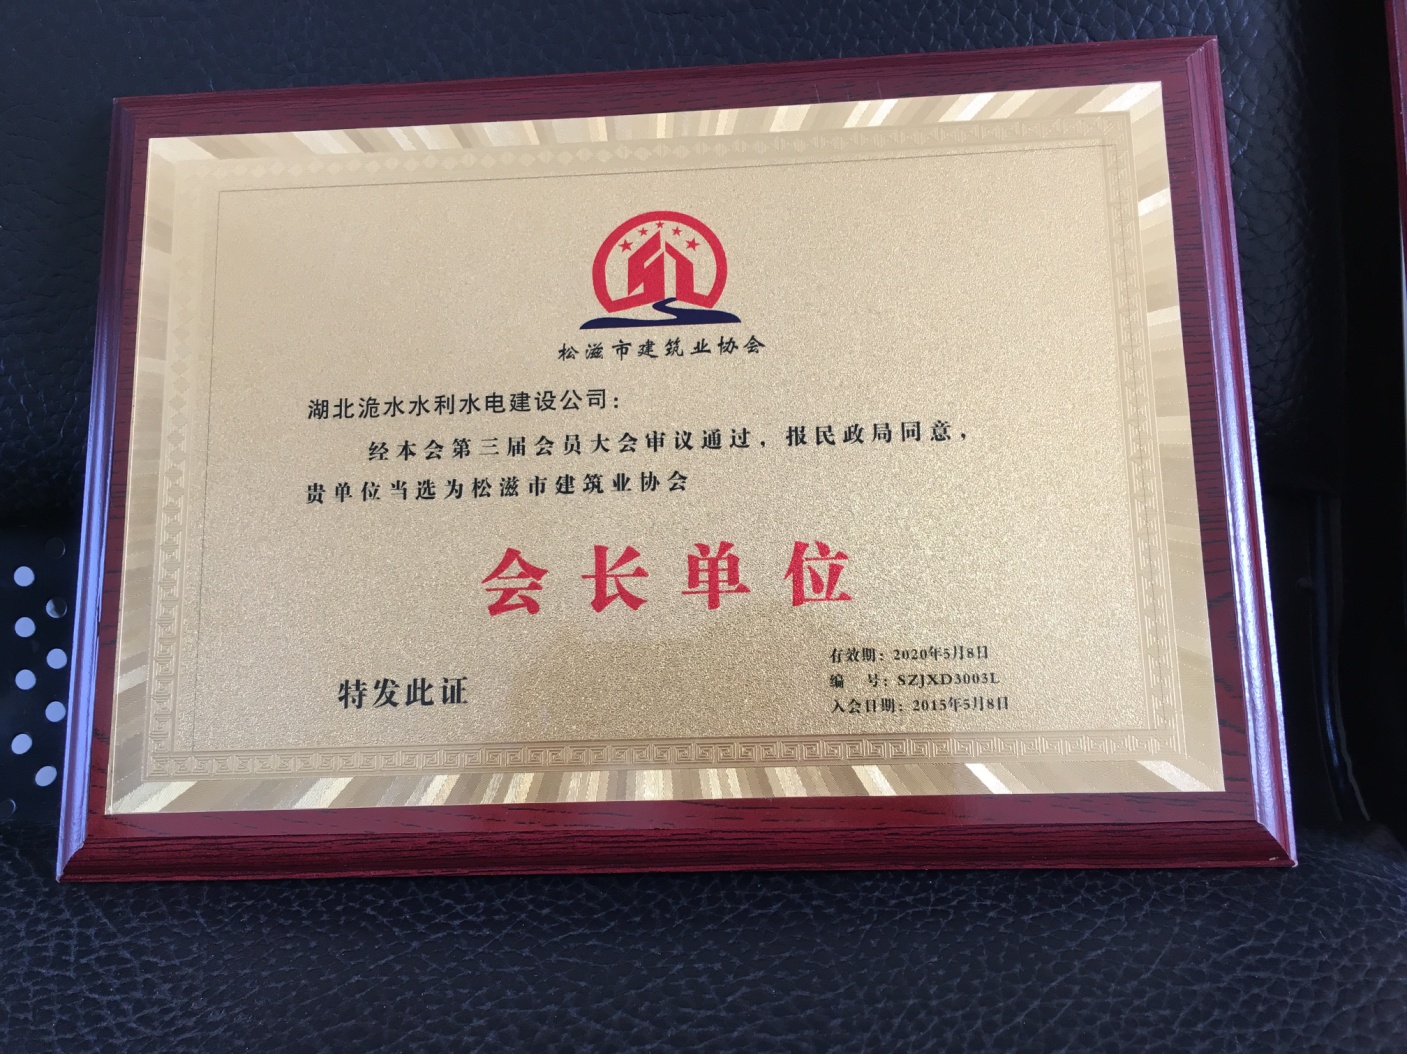 松滋市建筑业协会
湖北洈水水利水电建设公司：
经本会第三届会员大会审议通过，报民政局同意，
贵单位当选为松滋市建筑业协会
会长单位
特发此证
有效期：2020年5月8日
编 号：SZJXD3003L
入会日期：2015年5月8日